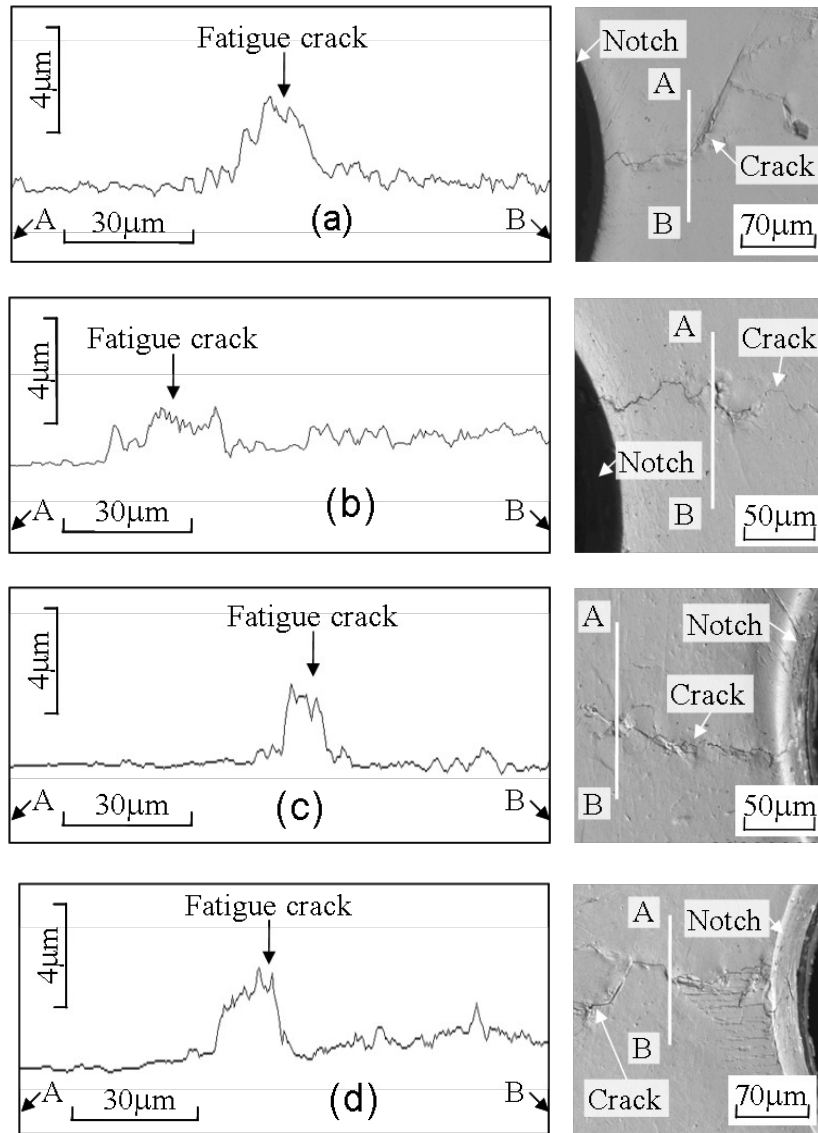 Fatigue crack
4μm
A
30μm
(a)
B
Notch
A
Crack
B
70μm
Fatigue crack
4μm
A
30μm
(b)
B
A
Crack
Notch
B
50μm
Fatigue crack
4μm
A
30μm
(c)
B
A
Notch
Crack
B
50μm
Fatigue crack
4μm
A
30μm
(d)
B
A
Notch
B
Crack
70μm